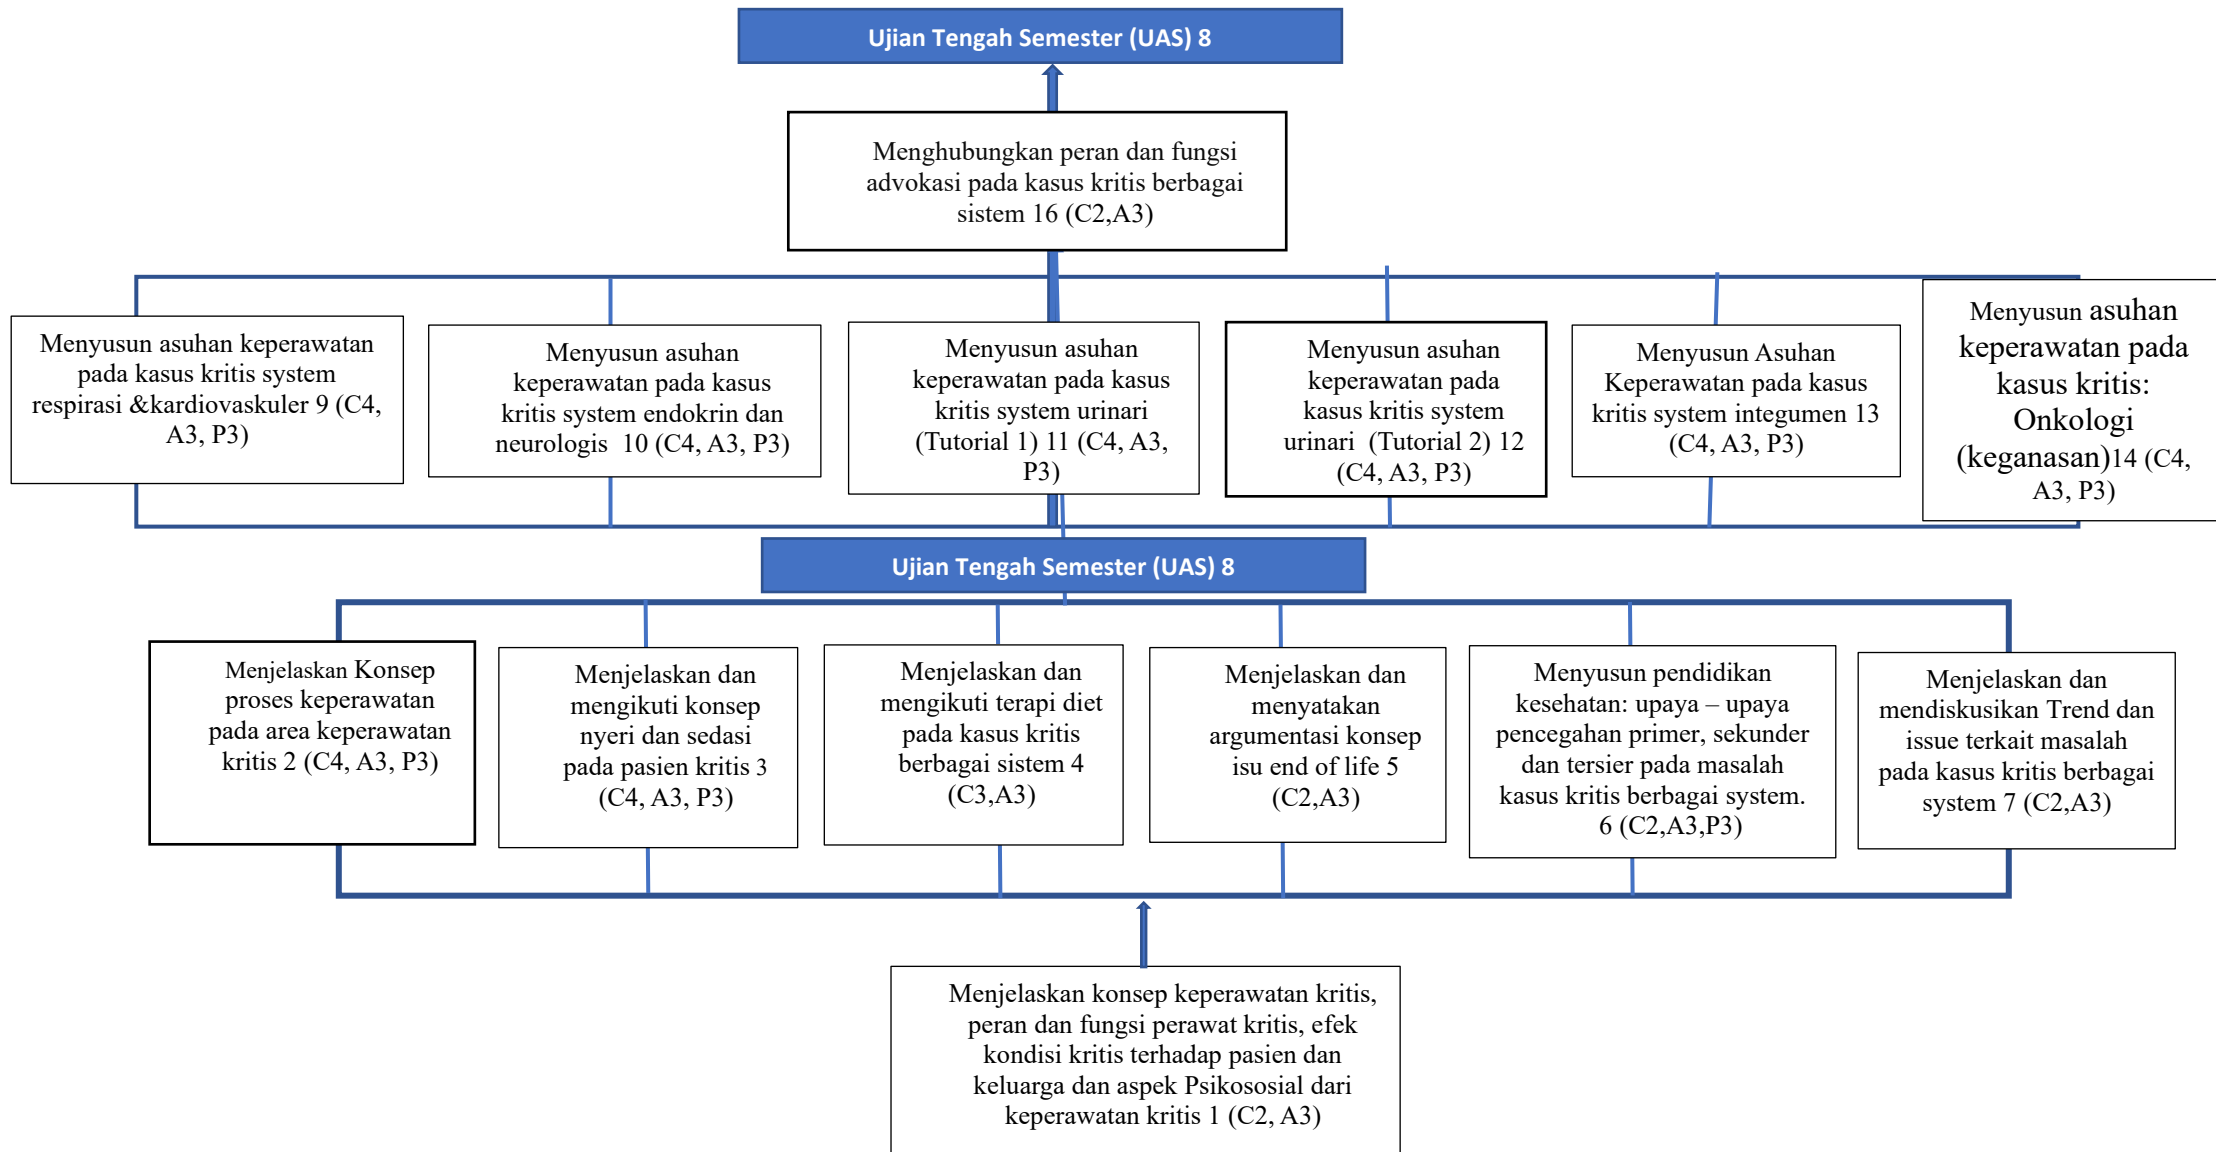 Ujian Tengah Semester (UAS) 8
Menghubungkan peran dan fungsi
advokasi pada kasus kritis berbagai
sistem 16 (C2,A3)
Menyusun asuhan keperawatan
pada kasus kritis system
respirasi &kardiovaskuler 9 (C4,
A3, P3)
Menyusun asuhan
keperawatan pada kasus
kritis system endokrin dan
neurologis 10 (C4, A3, P3)
Menyusun asuhan
keperawatan pada kasus
kritis system urinari
(Tutorial 1) 11 (C4, A3,
P3)
Menyusun asuhan
keperawatan pada
kasus kritis system
urinari (Tutorial 2) 12
(C4, A3, P3)
Menyusun Asuhan
Keperawatan pada kasus
kritis system integumen 13
(C4, A3, P3)
Menyusun asuhan
keperawatan pada
kasus kritis:
Onkologi
(keganasan)14 (C4,
A3, P3)
Ujian Tengah Semester (UAS) 8
Menjelaskan Konsep
proses keperawatan
pada area keperawatan
kritis 2 (C4, A3, P3)
Menjelaskan dan
mengikuti konsep
nyeri dan sedasi
pada pasien kritis 3
(C4, A3, P3)
Menjelaskan dan
mengikuti terapi diet
pada kasus kritis
berbagai sistem 4
(C3,A3)
Menjelaskan dan
menyatakan
argumentasi konsep
isu end of life 5
(C2,A3)
Menyusun pendidikan
kesehatan: upaya – upaya
pencegahan primer, sekunder
dan tersier pada masalah
kasus kritis berbagai system.
6 (C2,A3,P3)
Menjelaskan dan
mendiskusikan Trend dan
issue terkait masalah
pada kasus kritis berbagai
system 7 (C2,A3)
Menjelaskan konsep keperawatan kritis,
peran dan fungsi perawat kritis, efek
kondisi kritis terhadap pasien dan
keluarga dan aspek Psikososial dari
keperawatan kritis 1 (C2, A3)